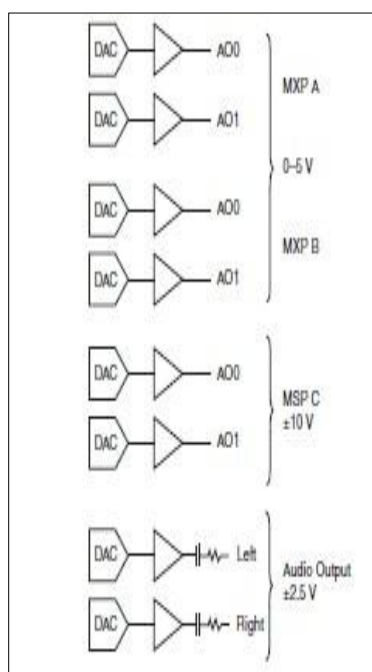 DAC AO0
MXP A
DAC AO1
0–5 V
DAC AO0
MXP B
DAC AO1
DAC AO0
MSP C
±10 V
DAC AO1
DAC Left
Audio Output
±2.5 V
DAC Right